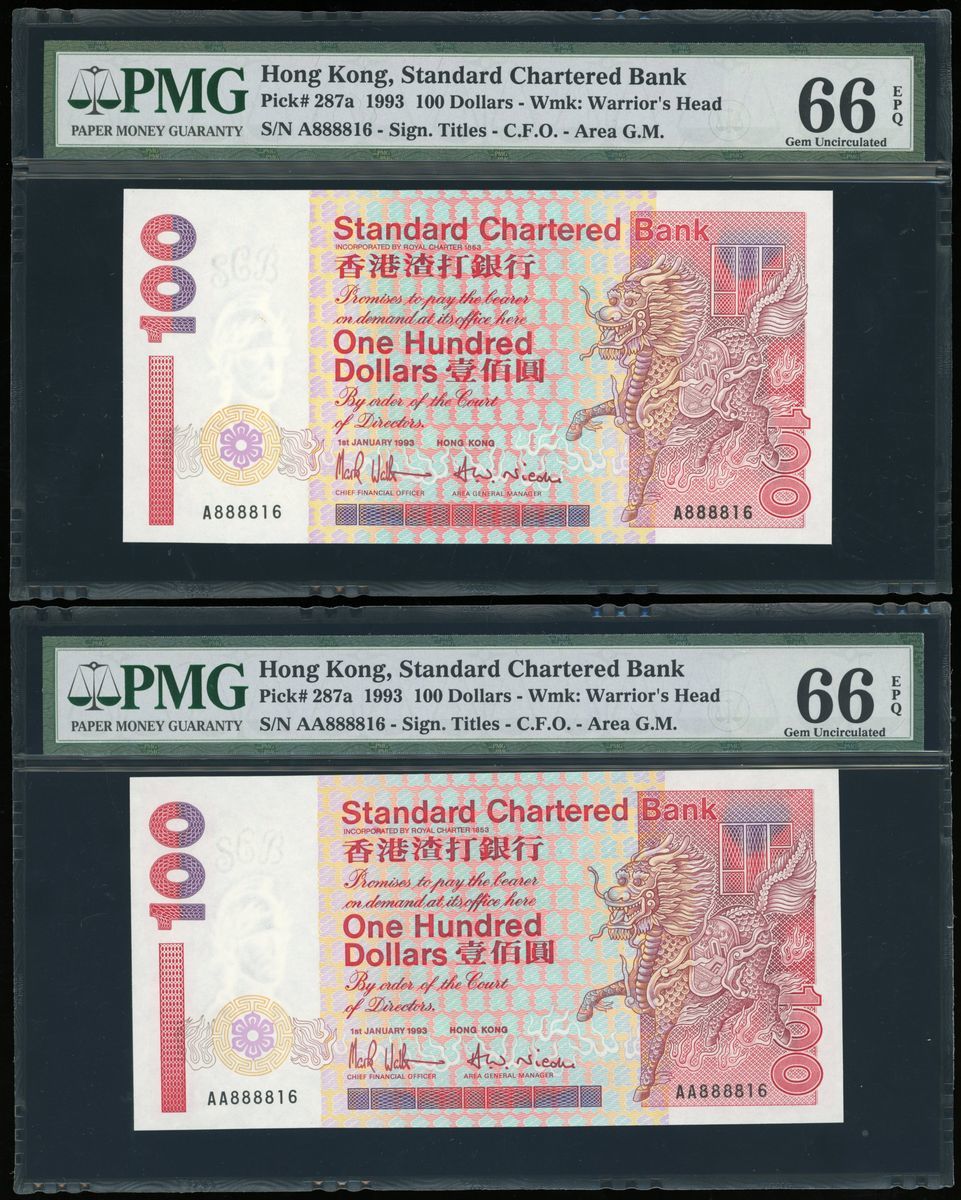 PMG
PAPER MONEY GUARANTY
Hong Kong, Standard Chartered Bank
Pick# 287a 1993 100 Dollars - Wmk: Warrior's Head
S/N A888816 - Sign. Titles - C.F.O. - Area G.M.
66 EPQ
Gem Uncirculated
100
SCB
Standard Chartered Bank
INCORPORATED BY ROYAL CHARTER 1853
香港渣打銀行
Promises to pay the bearer
on demand at its office here
One Hundred
Dollars 壹佰圓
By order of the Court
of Directors.
1st JANUARY 1993 HONG KONG
CHIEF FINANCIAL OFFICER AREA GENERAL MANAGER
A888816
A888816
100
PMG
PAPER MONEY GUARANTY
Hong Kong, Standard Chartered Bank
Pick# 287a 1993 100 Dollars - Wmk: Warrior's Head
S/N AA888816 - Sign. Titles - C.F.O. - Area G.M.
66 EPQ
Gem Uncirculated
100
SCB
Standard Chartered Bank
INCORPORATED BY ROYAL CHARTER 1853
香港渣打銀行
Promises to pay the bearer
on demand at its office here
One Hundred
Dollars 壹佰圓
By order of the Court
of Directors.
1st JANUARY 1993 HONG KONG
CHIEF FINANCIAL OFFICER AREA GENERAL MANAGER
AA888816
AA888816
100